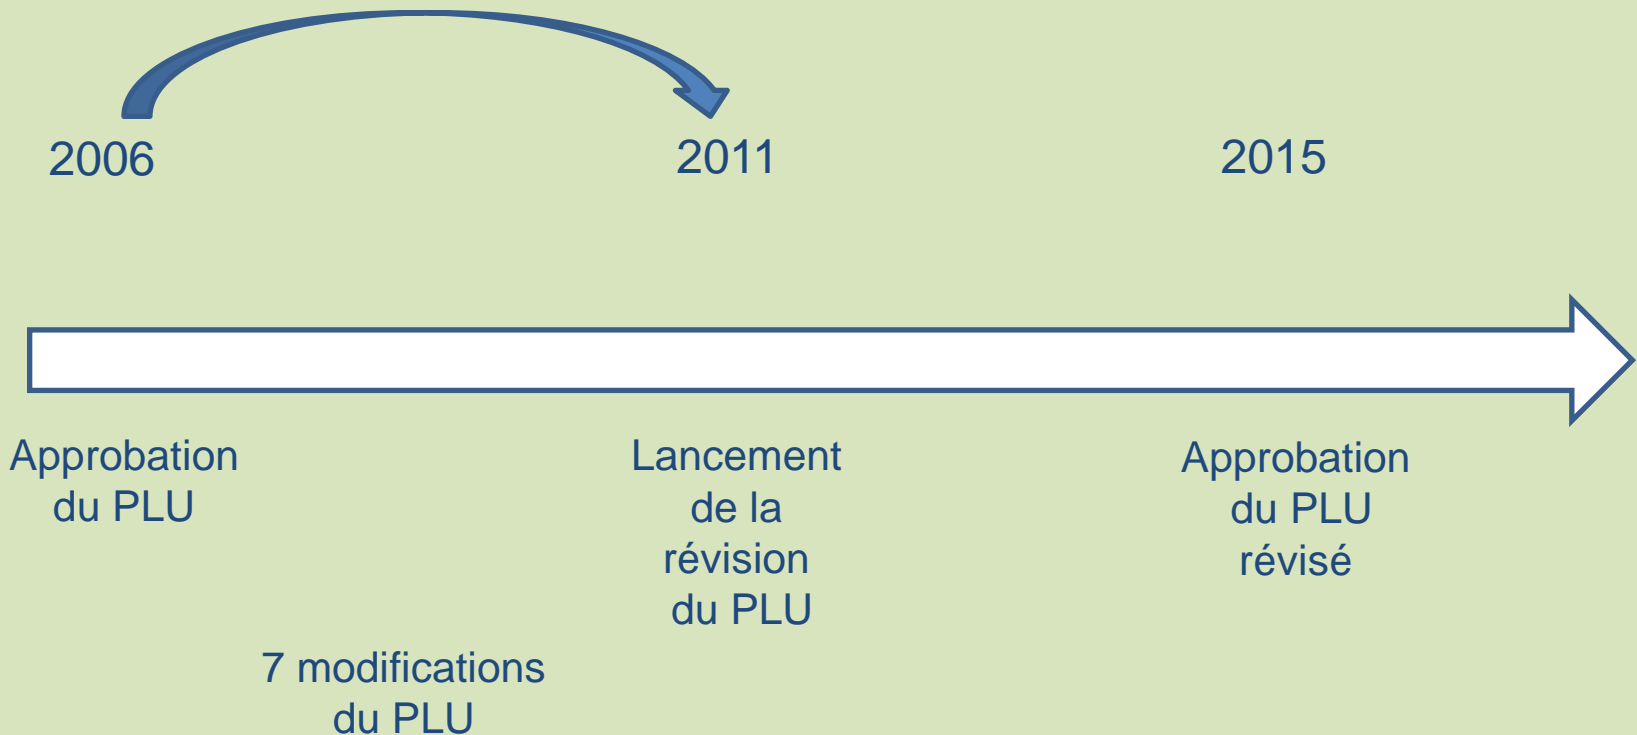 2006
2011
2015
Approbation
du PLU
Lancement
de la
révision
du PLU
Approbation
du PLU
révisé
7 modifications
du PLU